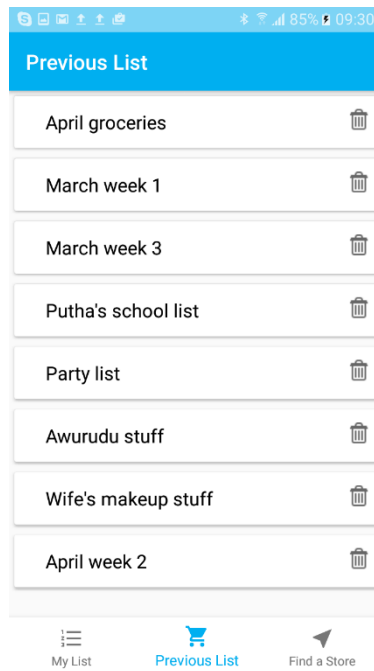 85% 09:30
Previous List
April groceries
March week 1
March week 3
Putha's school list
Party list
Awurudu stuff
Wife's makeup stuff
April week 2
My List
Previous List
Find a Store